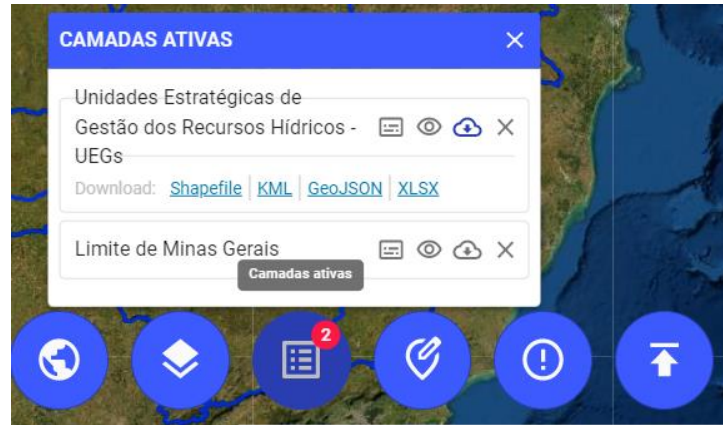 CAMADAS ATIVAS
Unidades Estratégicas de
Gestão dos Recursos Hídricos -
UEGs
Download: Shapefile KML GeoJSON XLSX
Limite de Minas Gerais
Camadas ativas
2